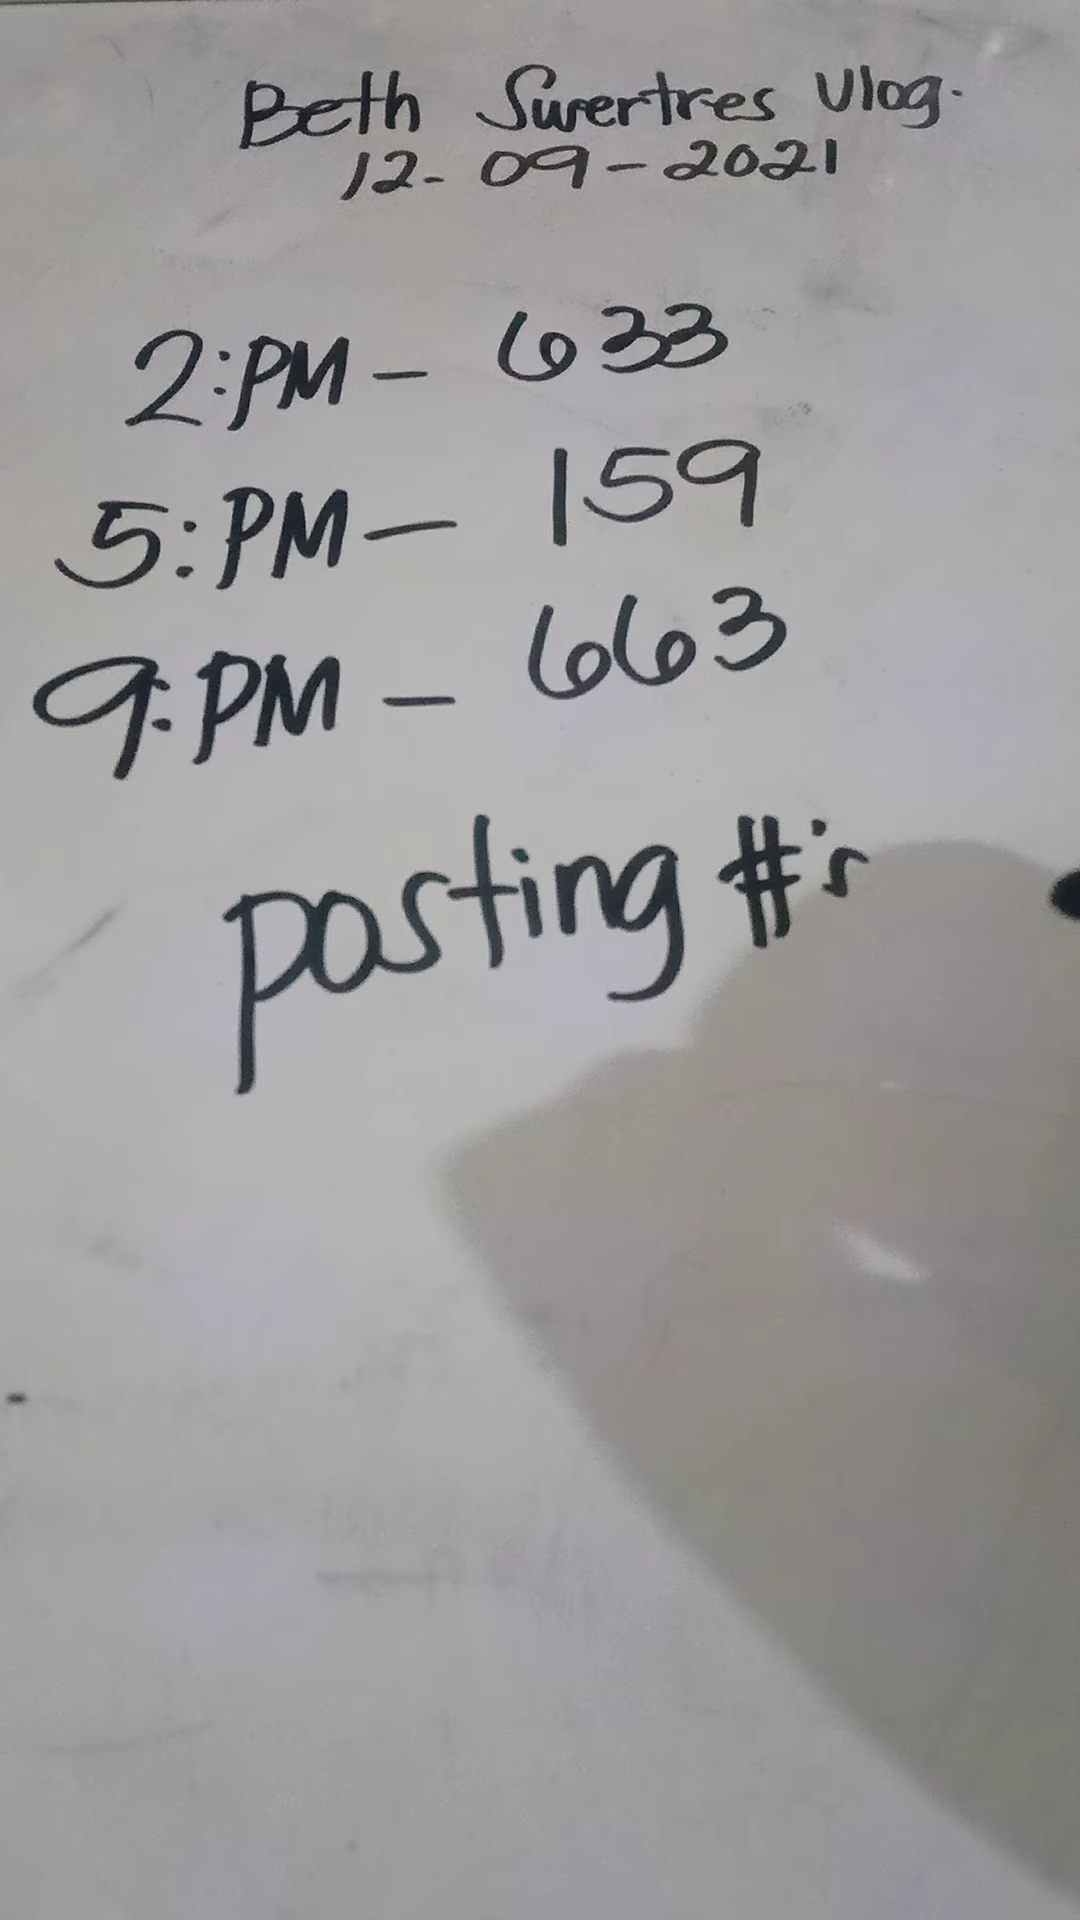 Beth Swertres Vlog.
12-09-2021
2:PM - 633
5:PM - 159
9:PM - 663
posting #'s